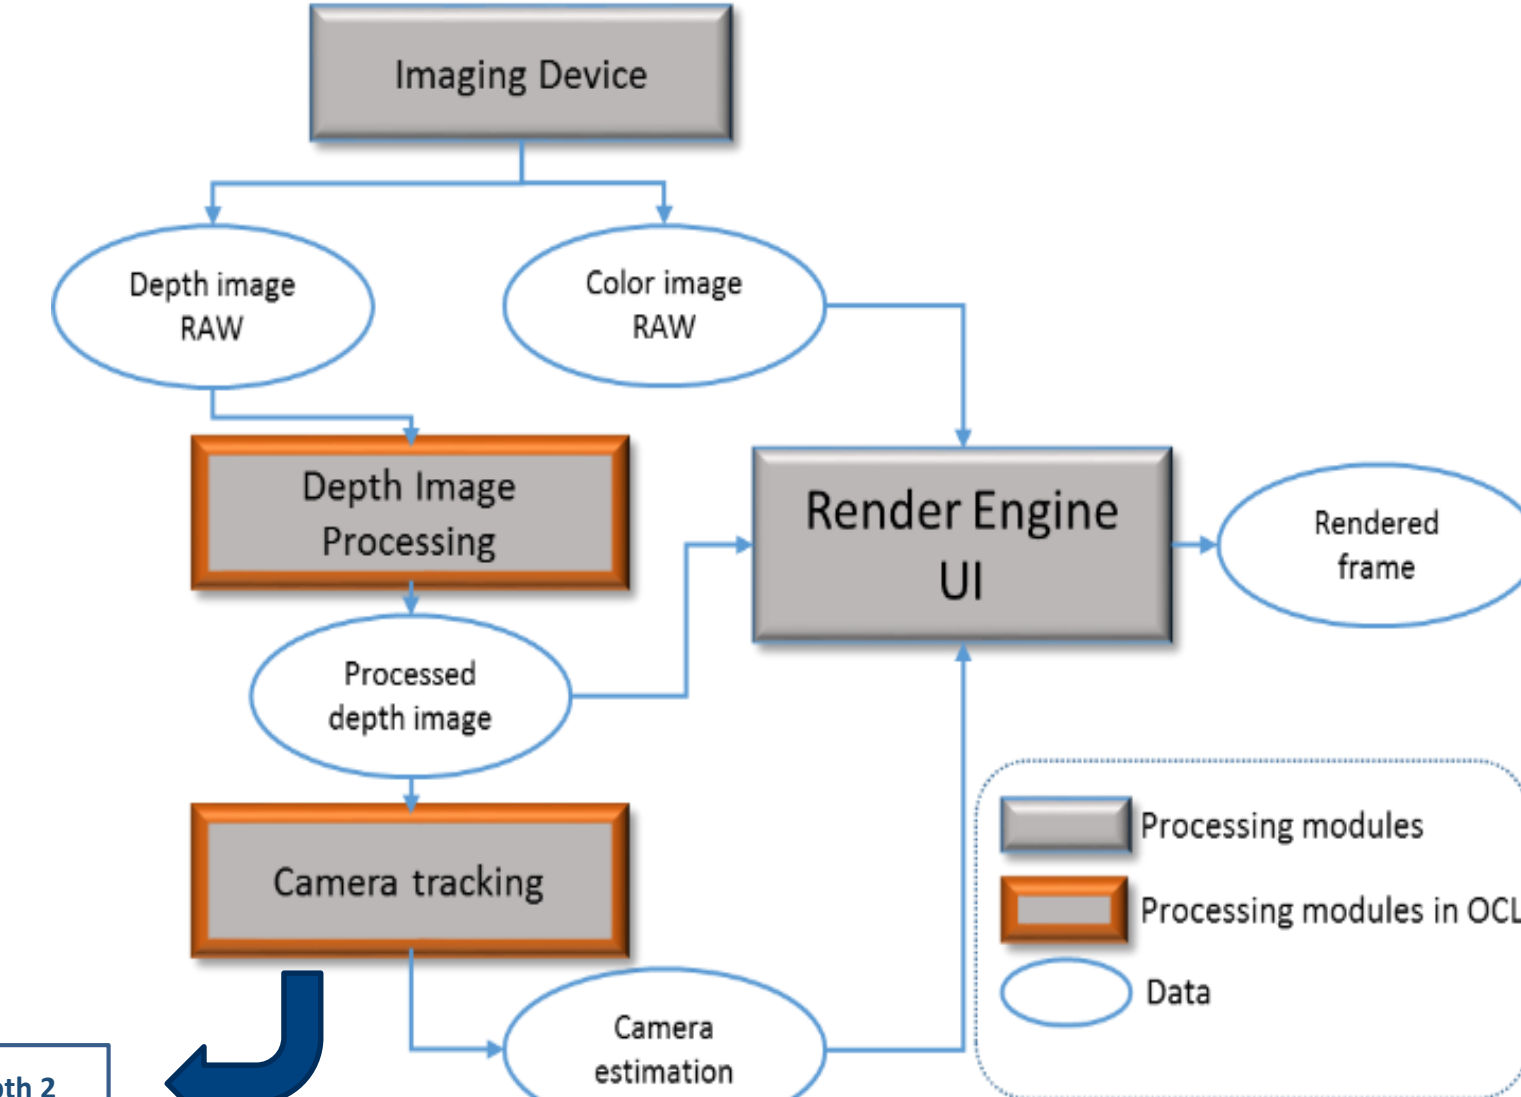 Imaging Device
Depth image
RAW
Color image
RAW
Depth Image
Processing
Render Engine
UI
Rendered
frame
Processed
depth image
Camera tracking
Processing modules
Processing modules in OCL
Data
Camera
estimation
2